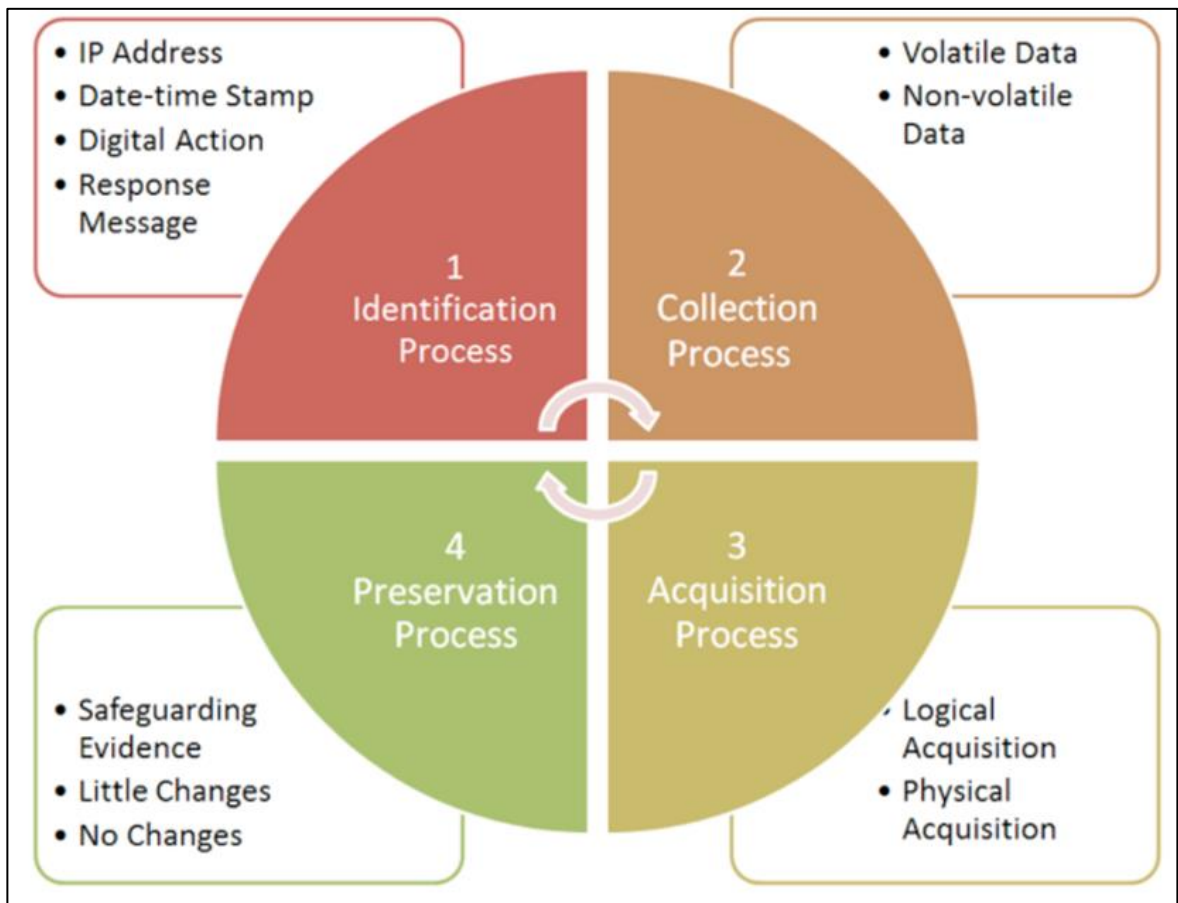 • IP Address
• Date-time Stamp
• Digital Action
• Response
Message
• Volatile Data
• Non-volatile
Data
1
Identification
Process
2
Collection
Process
4
Preservation
Process
3
Acquisition
Process
• Safeguarding
Evidence
• Little Changes
• No Changes
• Logical
Acquisition
• Physical
Acquisition